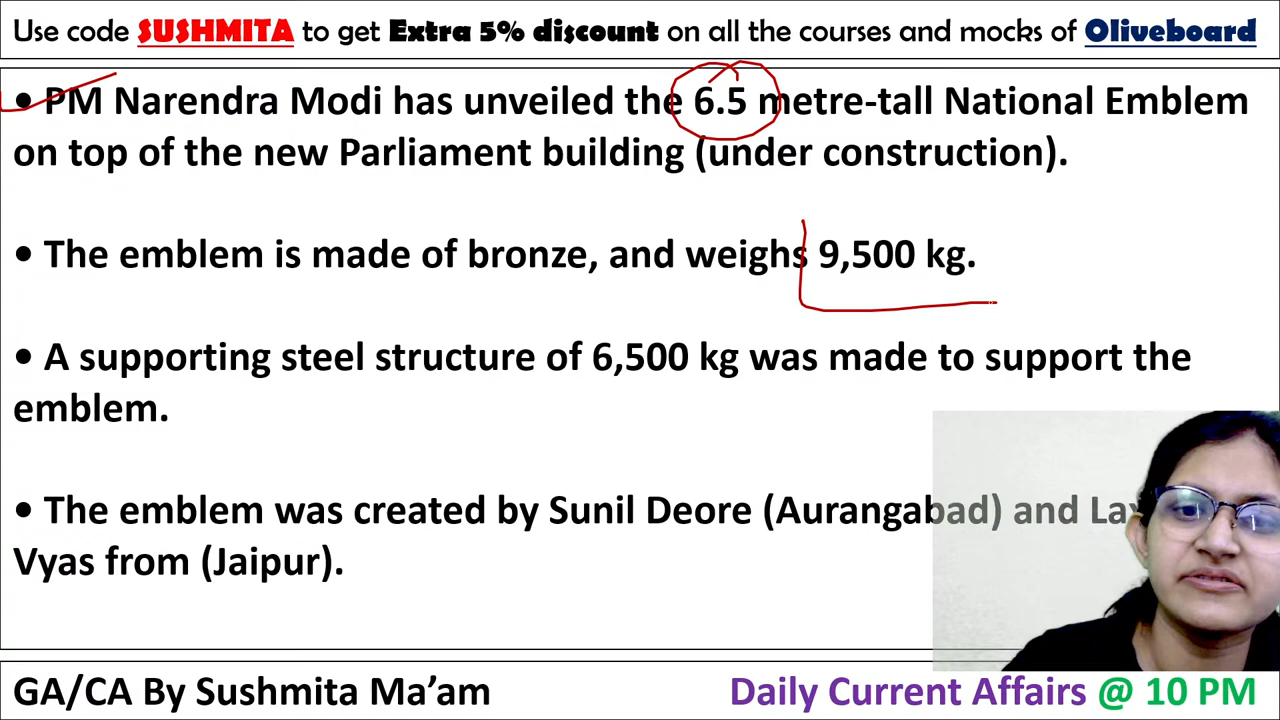 Use code SUSHMITA to get Extra 5% discount on all the courses and mocks of Oliveboard
• PM Narendra Modi has unveiled the 6.5 metre-tall National Emblem
on top of the new Parliament building (under construction).
• The emblem is made of bronze, and weighs 9,500 kg.
• A supporting steel structure of 6,500 kg was made to support the
emblem.
• The emblem was created by Sunil Deore (Aurangabad) and
Vyas from (Jaipur).
GA/CA By Sushmita Ma’am
Daily Current Affairs @ 10 PM